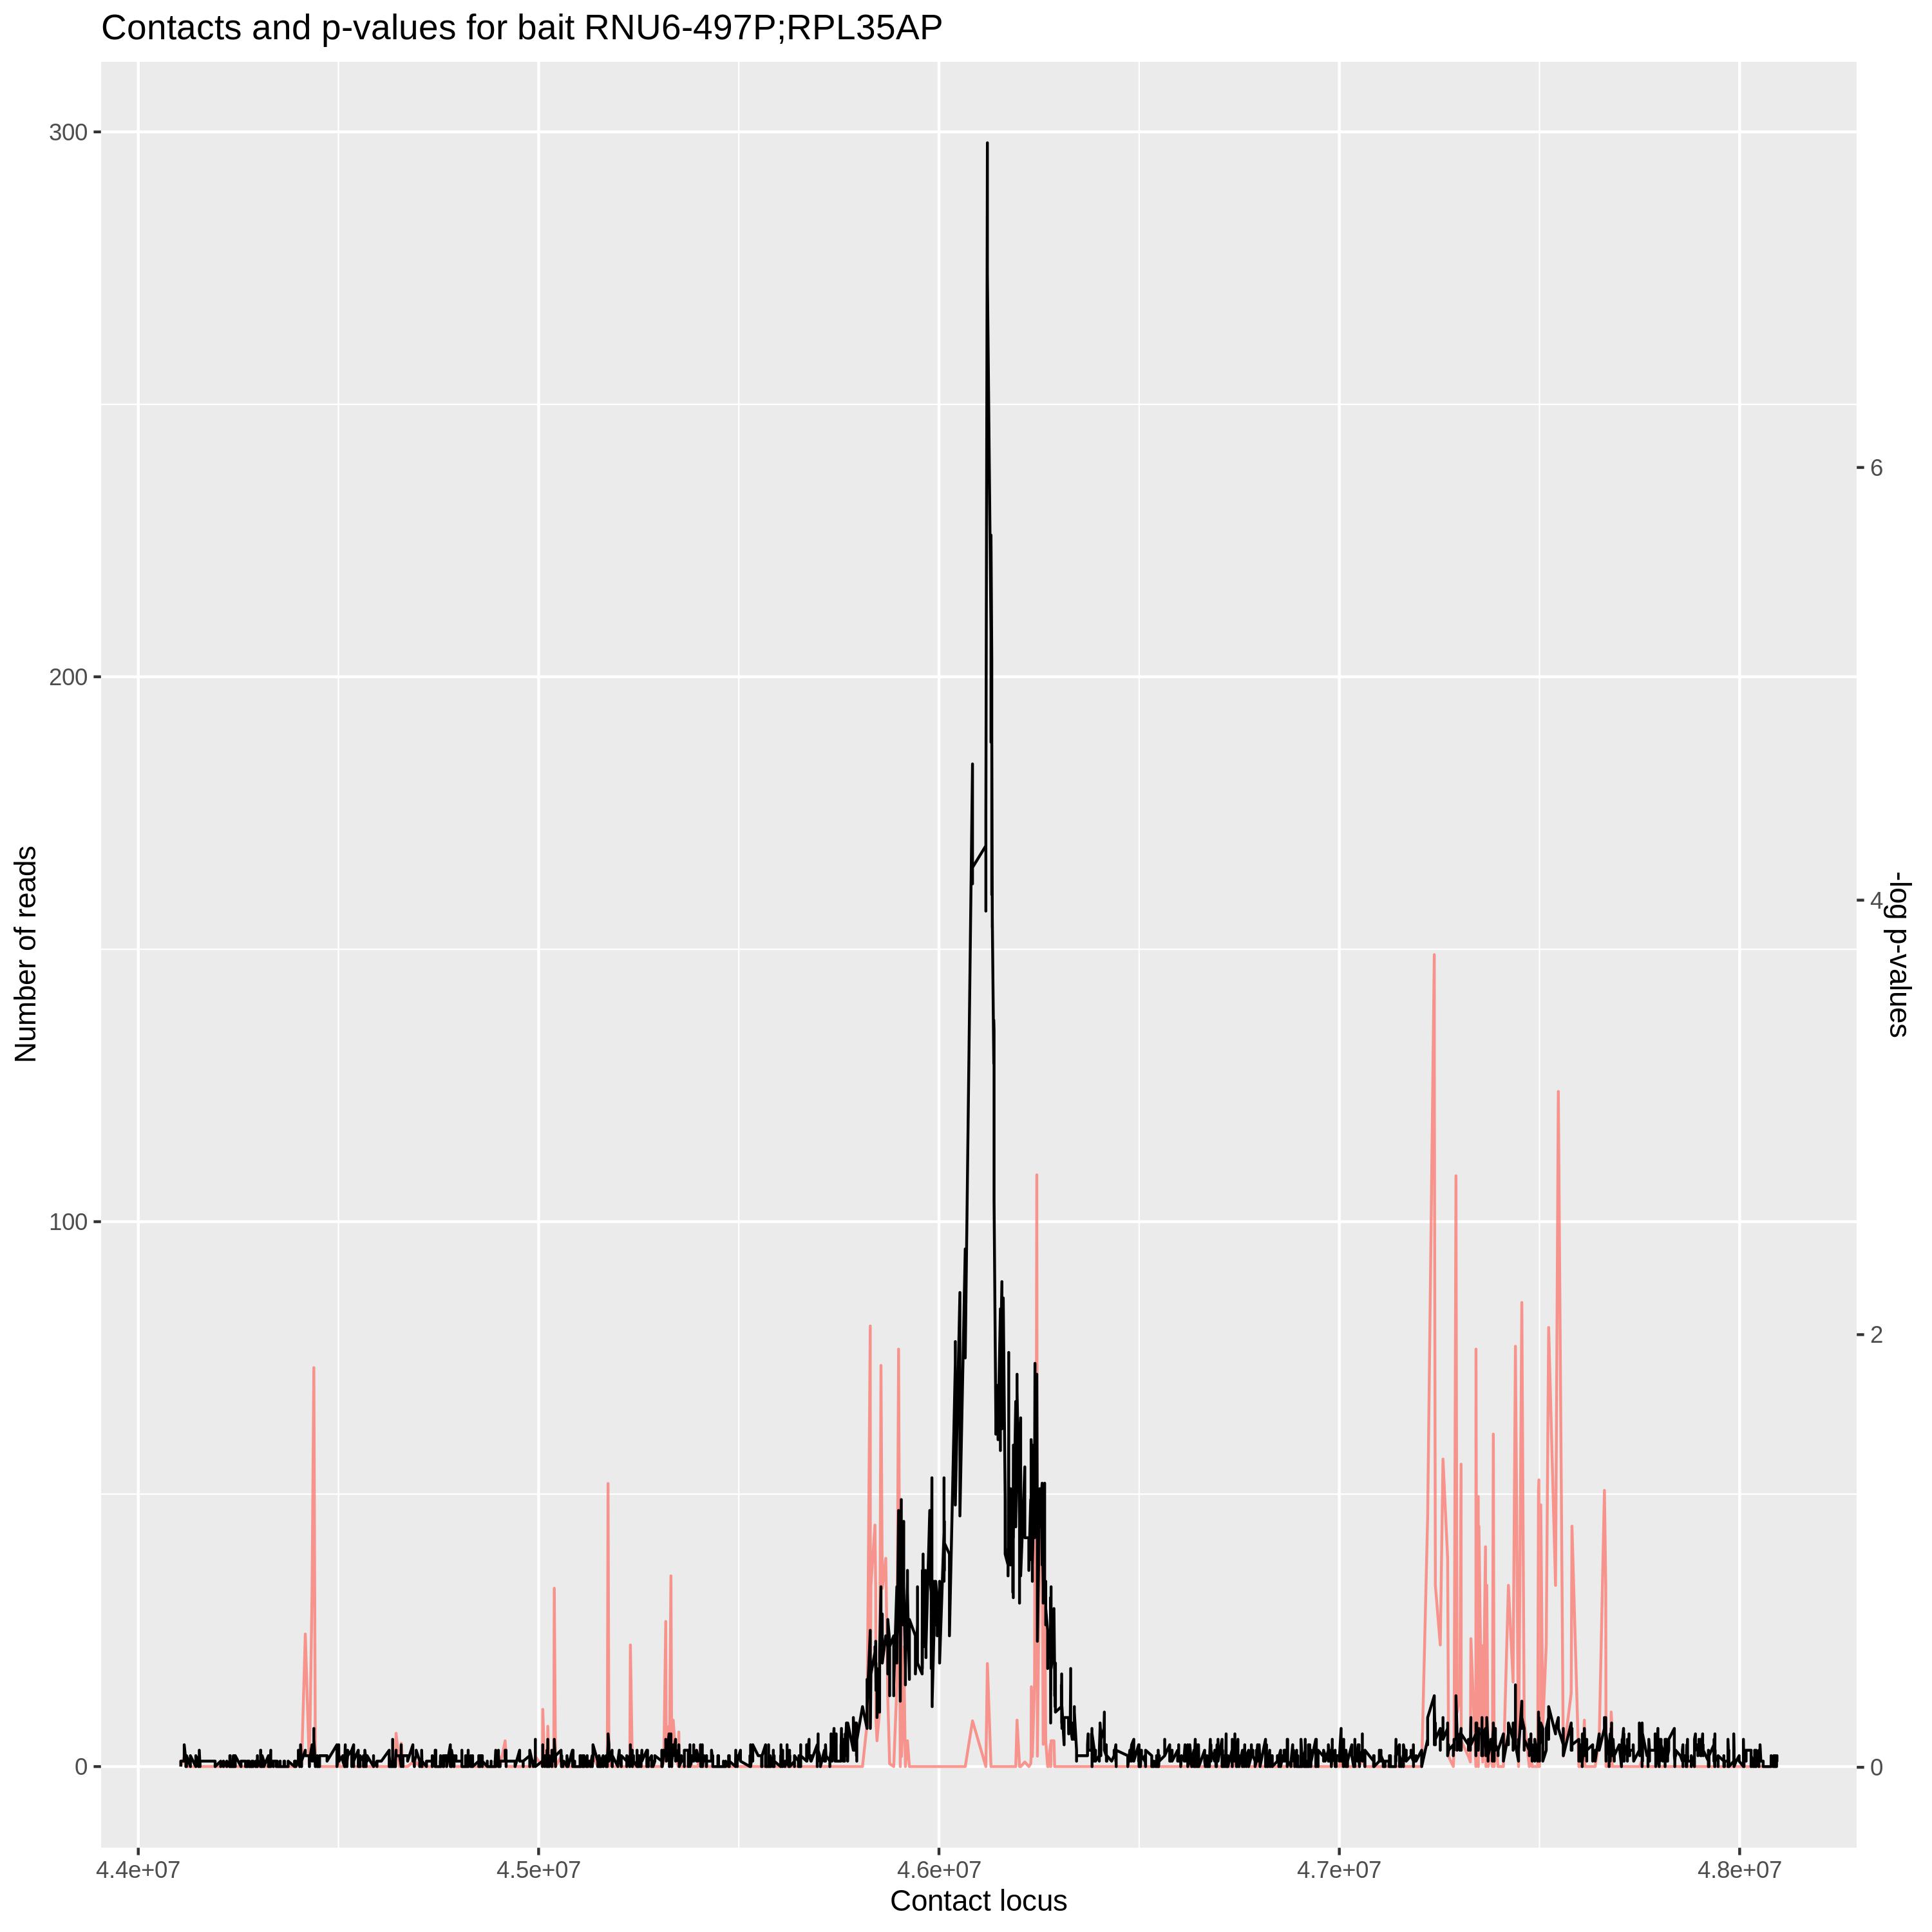 Contacts and p-values for bait RNU6-497P;RPL35AP
300
200
100
0
Number of reads
6
4
2
0
-log p-values
4.4e+07 4.5e+07 4.6e+07 4.7e+07 4.8e+07
Contact locus